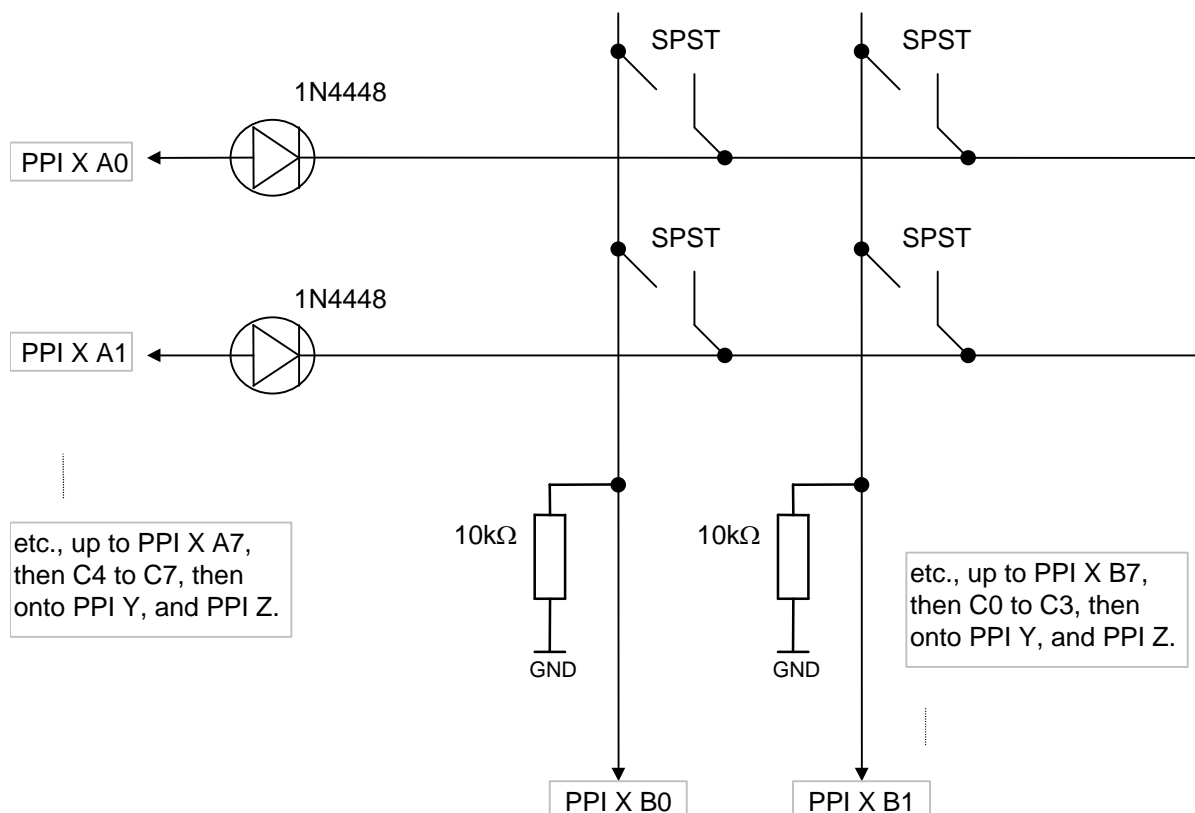 SPST
SPST
1N4448
PPI X A0
SPST
SPST
1N4448
PPI X A1
10kΩ
10kΩ
etc., up to PPI X A7,
then C4 to C7, then
onto PPI Y, and PPI Z.
etc., up to PPI X B7,
then C0 to C3, then
onto PPI Y, and PPI Z.
GND
GND
PPI X B0
PPI X B1